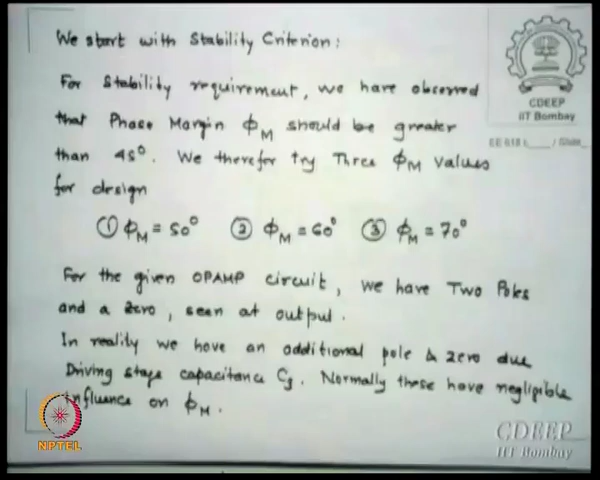 We start with Stability Criterion:
For Stability requirement, we have observed
that Phase Margin ϕM should be greater
than 45°. We therefor try Three ϕM values
for design
① ϕM = 50° ② ϕM = 60° ③ ϕM = 70°
For the given OPAMP circuit, we have Two Poles
and a zero, seen at output.
In reality we have an additional pole & zero due
Driving stage capacitance Cg. Normally these have negligible
influence on ϕM.
CDEEP
IIT Bombay
EE 618 L / Slide
NPTEL
CDEEP
IIT Bombay